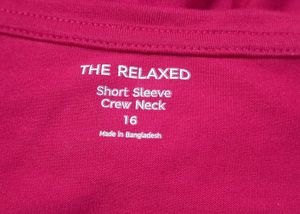 THE RELAXED
Short Sleeve
Crew Neck
16
Made in Bangladesh